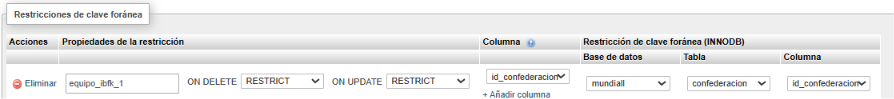 Restricciones de clave foránea
Acciones Propiedades de la restricción Columna Restricción de clave foránea (INNODB)
Base de datos Tabla Columna
Eliminar equipo_ibfk_1 ON DELETE RESTRICT ON UPDATE RESTRICT id_confederacion mundiall confederacion id_confederacion
+ Añadir columna